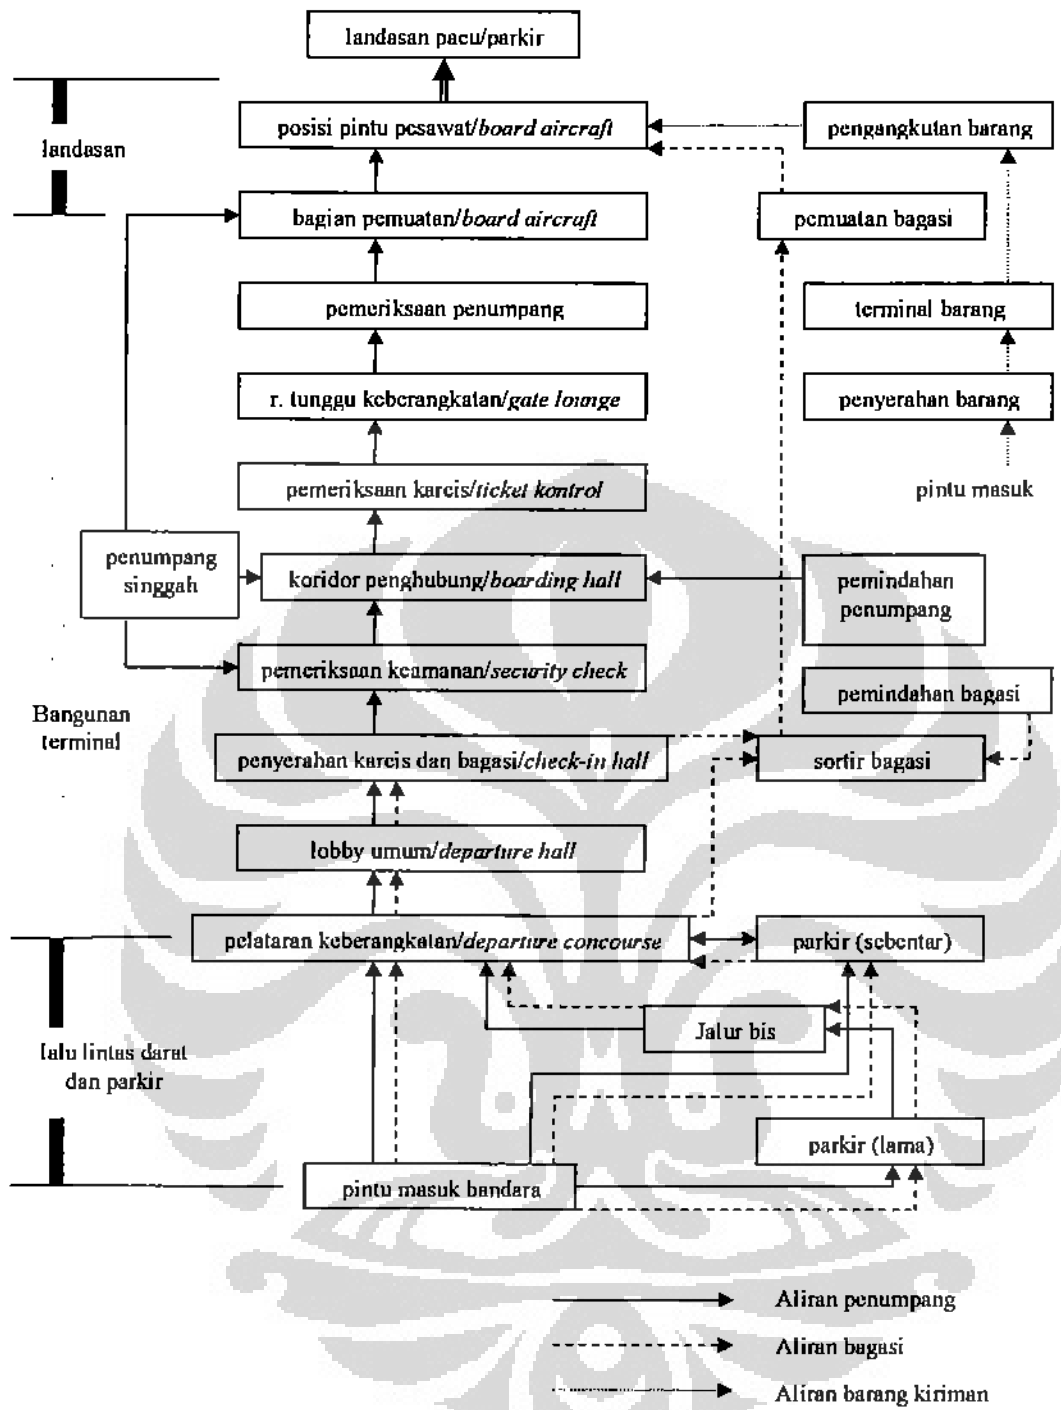 landasan pacu/parkir
posisi pintu pesawat/board aircraft
pengangkutan barang
landasan
bagian pemuatan/board aircraft
pemuatan bagasi
pemeriksaan penumpang
terminal barang
r. tunggu keberangkatan/gate lounge
penyerahan barang
pemeriksaan karcis/ticket kontrol
pintu masuk
penumpang
singgah
koridor penghubung/boarding hall
pemindahan
penumpang
pemeriksaan keamanan/security check
pemindahan bagasi
Bangunan
terminal
penyerahan karcis dan bagasi/check-in hall
sortir bagasi
lobby umum/departure hall
pelataran keberangkatan/departure concourse
parkir (sebentar)
Jalur bis
lalu lintas darat
dan parkir
parkir (lama)
pintu masuk bandara
Aliran penumpang
Aliran bagasi
Aliran barang kiriman